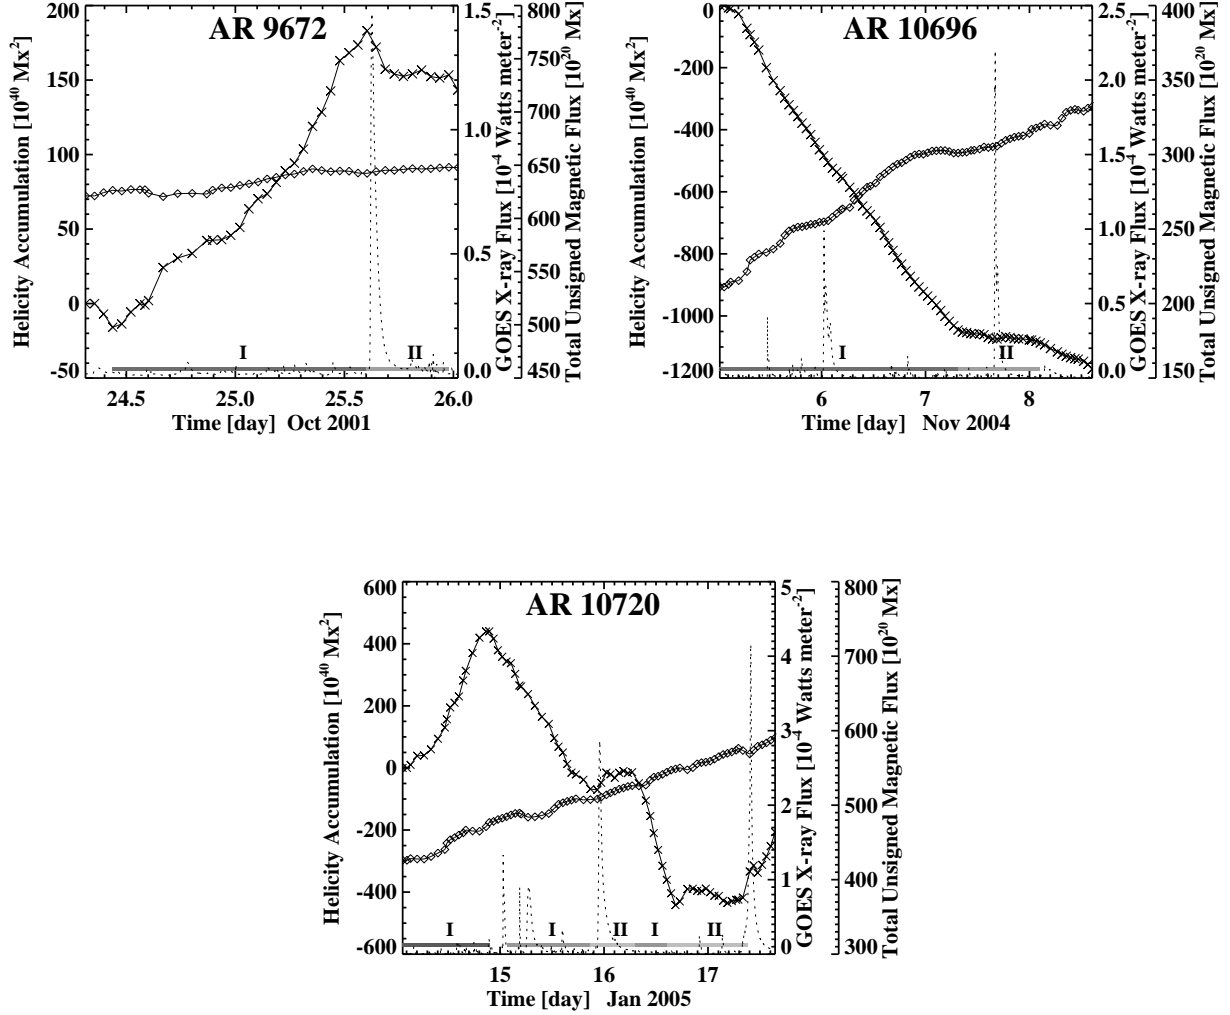 AR 9672
Helicity Accumulation [10^40 Mx^2]
200
150
100
50
0
-50
1.5
1.0
0.5
0.0
GOES X-ray Flux [10^-4 Watts meter^-2]
800
750
700
650
600
550
500
450
Total Unsigned Magnetic Flux [10^20 Mx]
I II
24.5 25.0 25.5 26.0
Time [day] Oct 2001
AR 10696
Helicity Accumulation [10^40 Mx^2]
0
-200
-400
-600
-800
-1000
-1200
2.5
2.0
1.5
1.0
0.5
0.0
GOES X-ray Flux [10^-4 Watts meter^-2]
400
350
300
250
200
150
Total Unsigned Magnetic Flux [10^20 Mx]
I II
6 7 8
Time [day] Nov 2004
AR 10720
Helicity Accumulation [10^40 Mx^2]
600
400
200
0
-200
-400
-600
5
4
3
2
1
0
GOES X-ray Flux [10^-4 Watts meter^-2]
800
700
600
500
400
300
Total Unsigned Magnetic Flux [10^20 Mx]
I I II I II
15 16 17
Time [day] Jan 2005